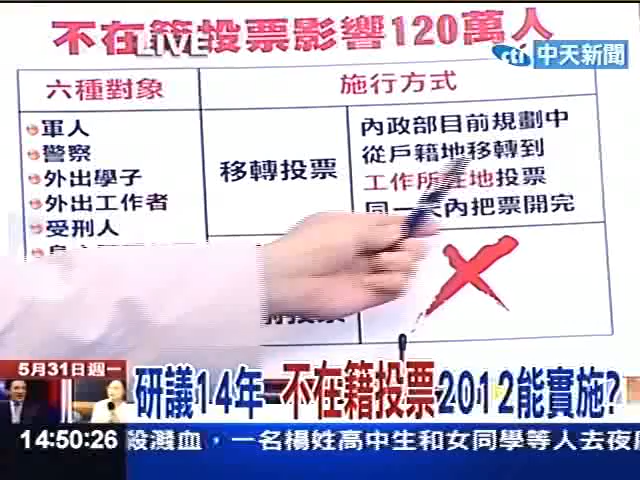 不在籍投票影響120萬人
LIVE
cti 中天新聞
六種對象
施行方式
軍人
警察
外出學子
外出工作者
受刑人
移轉投票
內政部目前規劃中
從戶籍地移轉到
工作所在地投票
同一天內把票開完
5月31日週一
研議14年 不在籍投票2012能實施?
14:50:26
濺血,一名楊姓高中生和女同學等人去夜